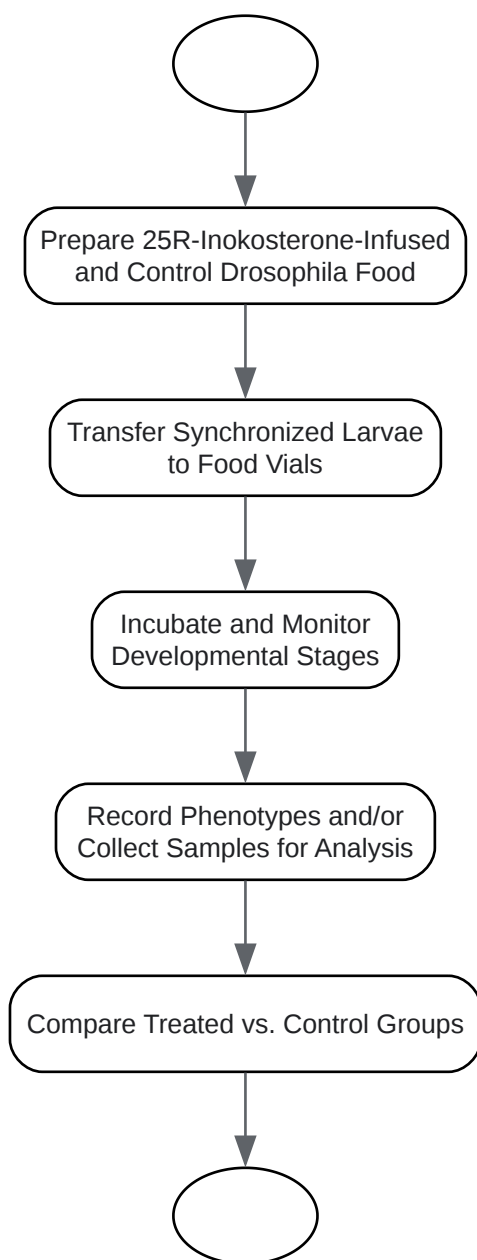 Prepare 25R-Inokosterone-Infused
and Control Drosophila Food
Transfer Synchronized Larvae
to Food Vials
Incubate and Monitor
Developmental Stages
Record Phenotypes and/or
Collect Samples for Analysis
Compare Treated vs. Control Groups